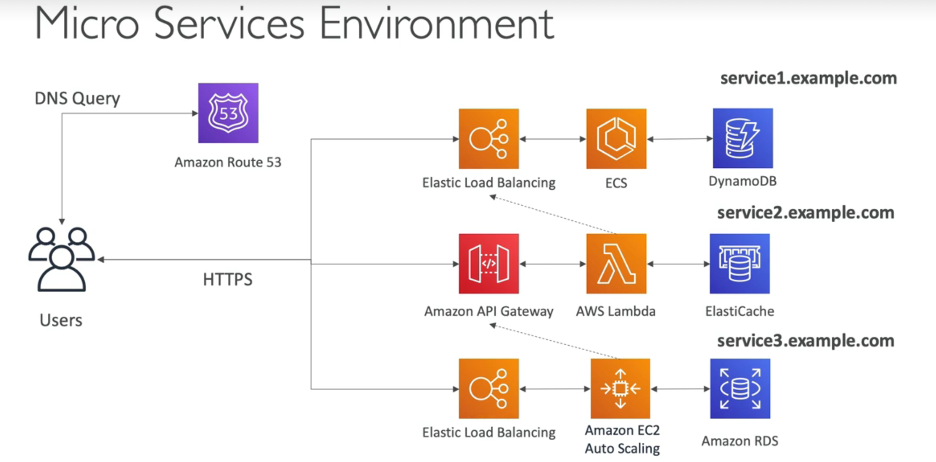 Micro Services Environment
service1.example.com
DNS Query
53
Amazon Route 53
Elastic Load Balancing
ECS
DynamoDB
service2.example.com
HTTPS
</>
Amazon API Gateway
AWS Lambda
ElastiCache
Users
service3.example.com
Elastic Load Balancing
Amazon EC2
Auto Scaling
Amazon RDS